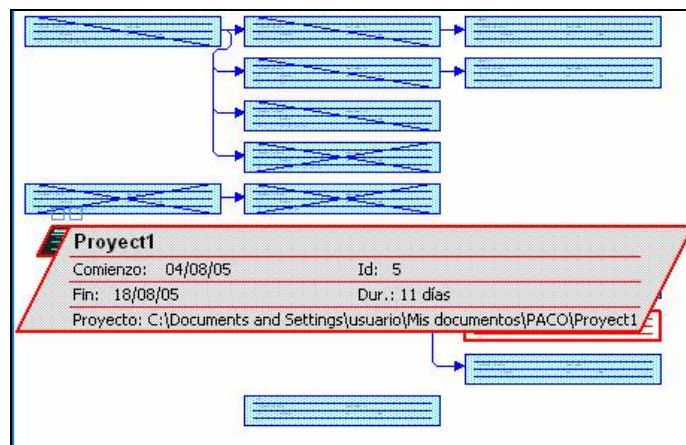 Proyect1
Comienzo: 04/08/05 Id: 5
Fin: 18/08/05 Dur.: 11 días
Proyecto: C:\Documents and Settings\usuario\Mis documentos\PACO\Proyect1